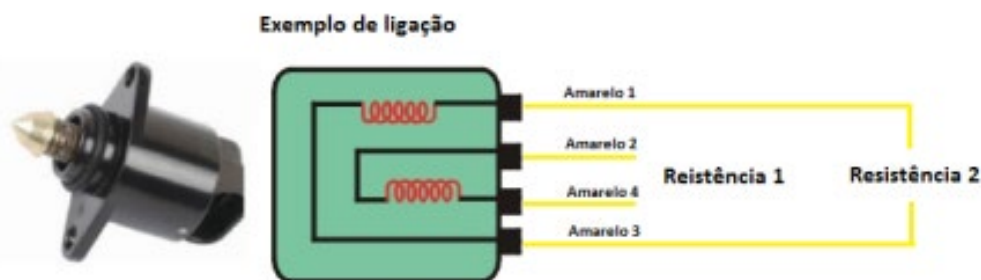 Exemplo de ligação
Amarelo 1
Amarelo 2
Reistência 1
Resistência 2
Amarelo 4
Amarelo 3